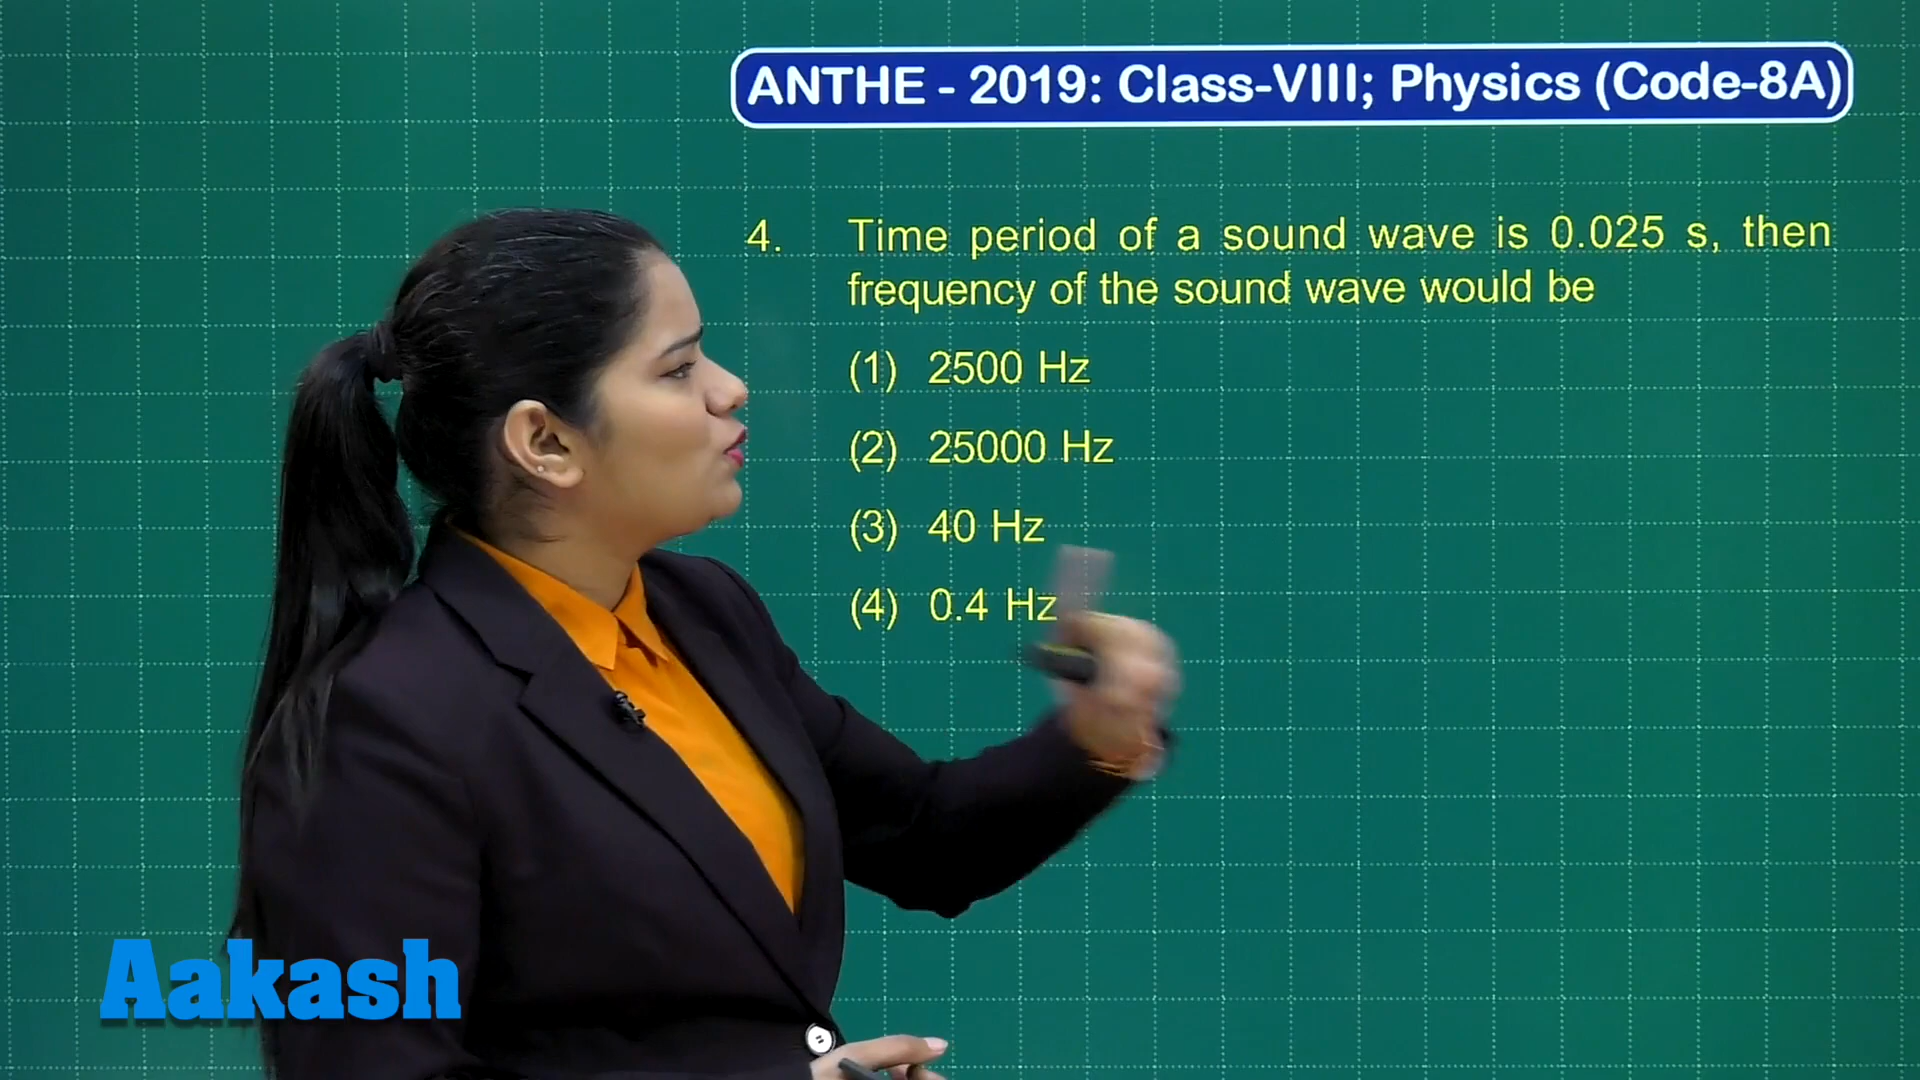 ANTHE - 2019: Class-VIII; Physics (Code-8A)
4. Time period of a sound wave is 0.025 s, then
frequency of the sound wave would be
(1) 2500 Hz
(2) 25000 Hz
(3) 40 Hz
(4) 0.4 Hz
Aakash